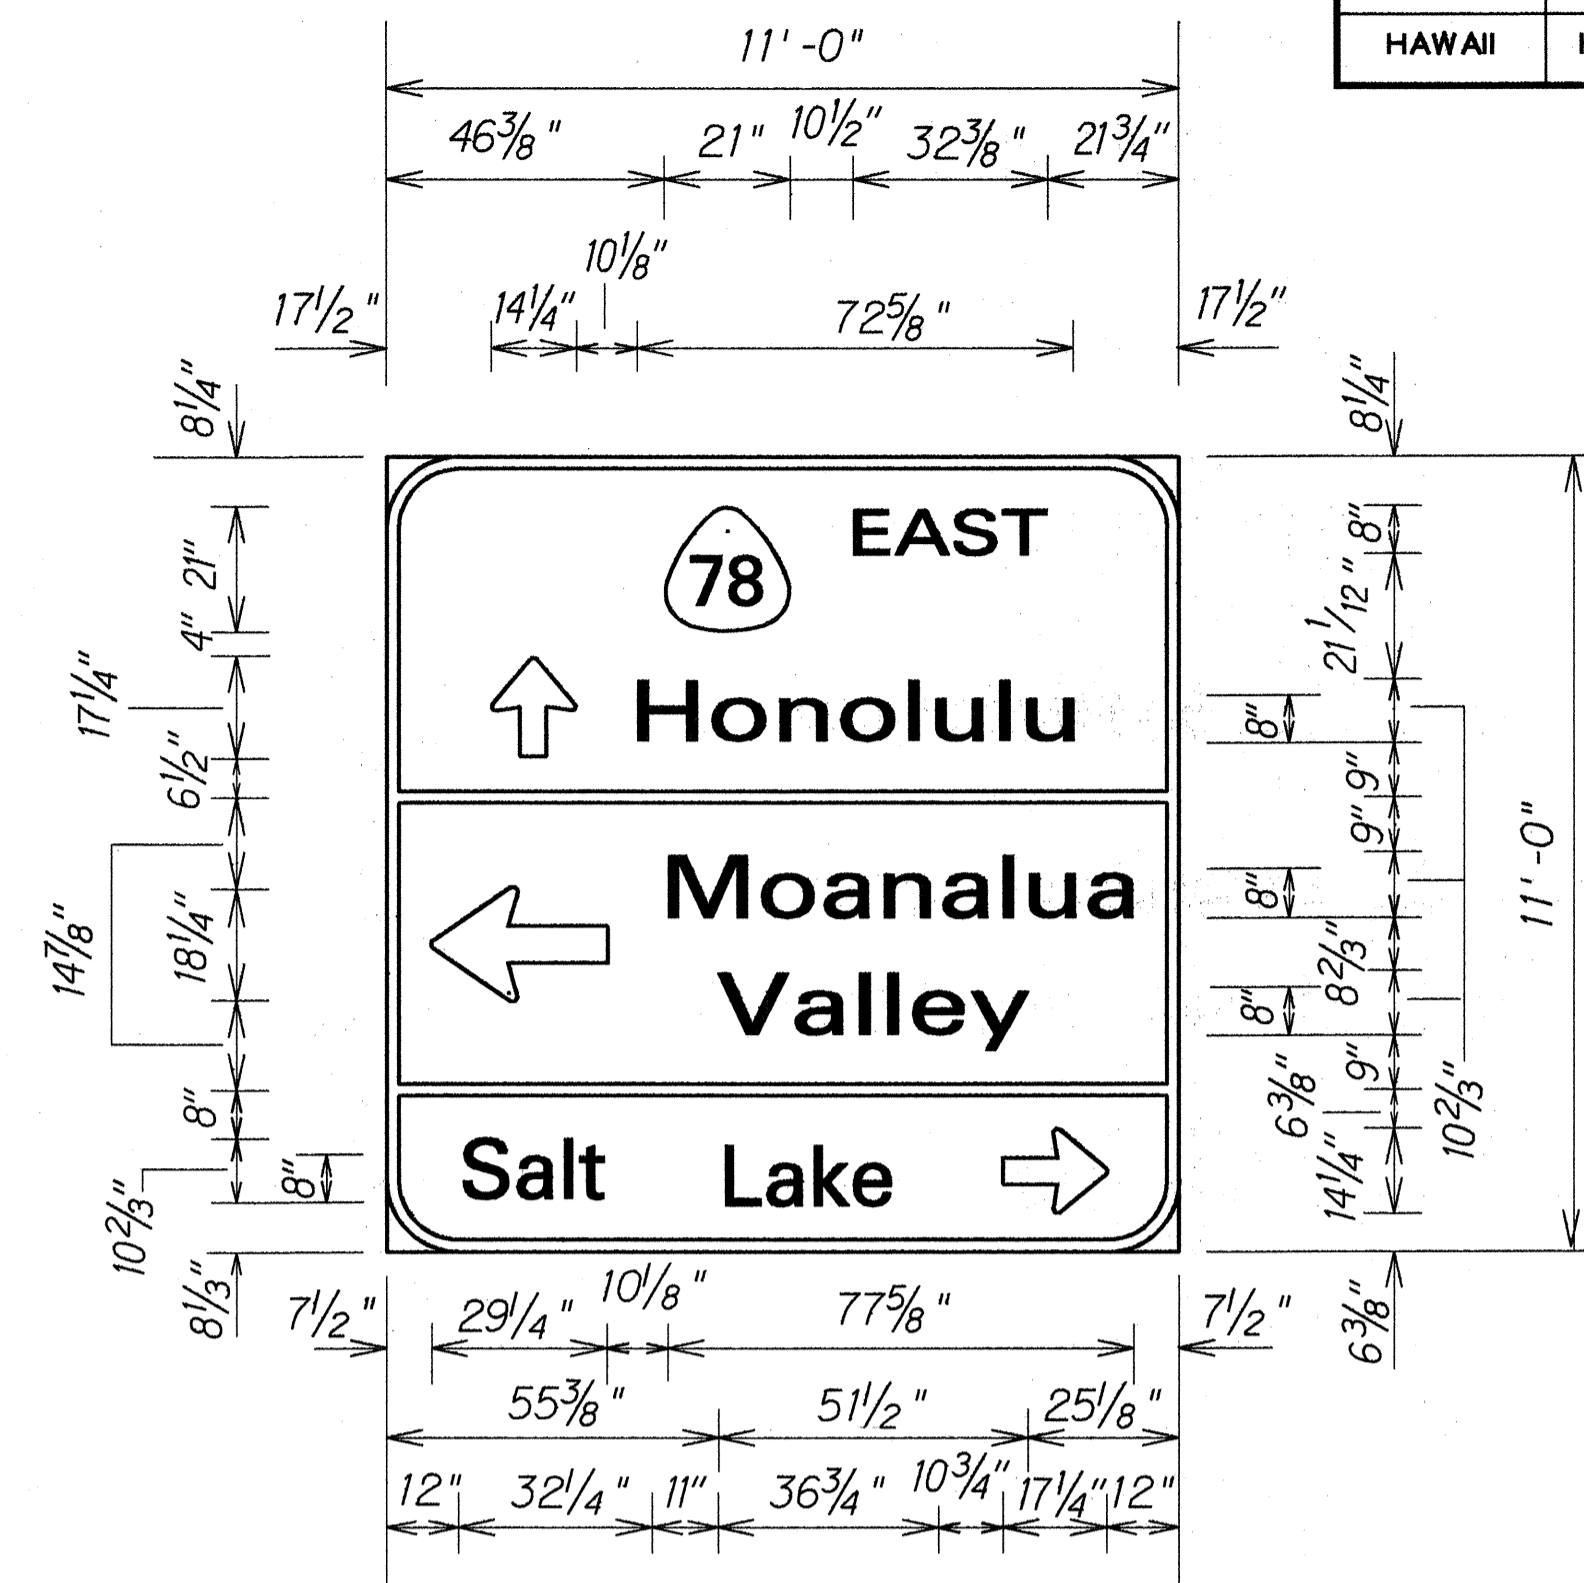 HAWAII
11'-0"
46 3/8" 21" 10 1/2" 32 3/8" 21 3/4"
10 1/8"
17 1/2" 14 1/4" 72 5/8" 17 1/2"
8 1/4" 8 1/4"
EAST
78
21" 8"
4" 21 1/12"
17 1/4"
Honolulu
8"
6 1/2" 9"
9"
Moanalua
8"
14 7/8" 18 1/4" 8 2/3" 11'-0"
Valley
8"
8" 9"
6 3/8" 10 2/3"
Salt Lake
8" 14 1/4"
10 2/3"
8 1/3" 6 3/8"
7 1/2" 29 1/4" 10 1/8" 77 5/8" 7 1/2"
55 3/8" 51 1/2" 25 1/8"
12" 32 1/4" 11" 36 3/4" 10 3/4" 17 1/4" 12"